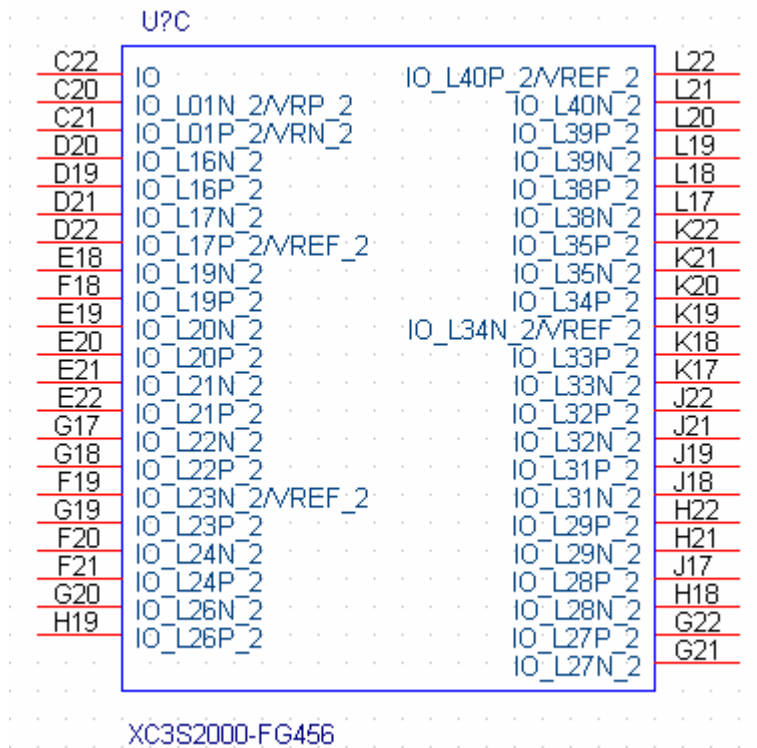 U?C
C22 IO IO_L40P_2/VREF_2 L22
C20 IO_L01N_2/VRP_2 IO_L40N_2 L21
C21 IO_L01P_2/VRN_2 IO_L39P_2 L20
D20 IO_L16N_2 IO_L39N_2 L19
D19 IO_L16P_2 IO_L38P_2 L18
D21 IO_L17N_2 IO_L38N_2 L17
D22 IO_L17P_2/VREF_2 IO_L35P_2 K22
E18 IO_L19N_2 IO_L35N_2 K21
F18 IO_L19P_2 IO_L34P_2 K20
E19 IO_L20N_2 IO_L34N_2/VREF_2 K19
E20 IO_L20P_2 IO_L33P_2 K18
E21 IO_L21N_2 IO_L33N_2 K17
E22 IO_L21P_2 IO_L32P_2 J22
G17 IO_L22N_2 IO_L32N_2 J21
G18 IO_L22P_2 IO_L31P_2 J19
F19 IO_L23N_2/VREF_2 IO_L31N_2 J18
G19 IO_L23P_2 IO_L29P_2 H22
F20 IO_L24N_2 IO_L29N_2 H21
F21 IO_L24P_2 IO_L28P_2 J17
G20 IO_L26N_2 IO_L28N_2 H18
H19 IO_L26P_2 IO_L27P_2 G22
IO_L27N_2 G21
XC3S2000-FG456